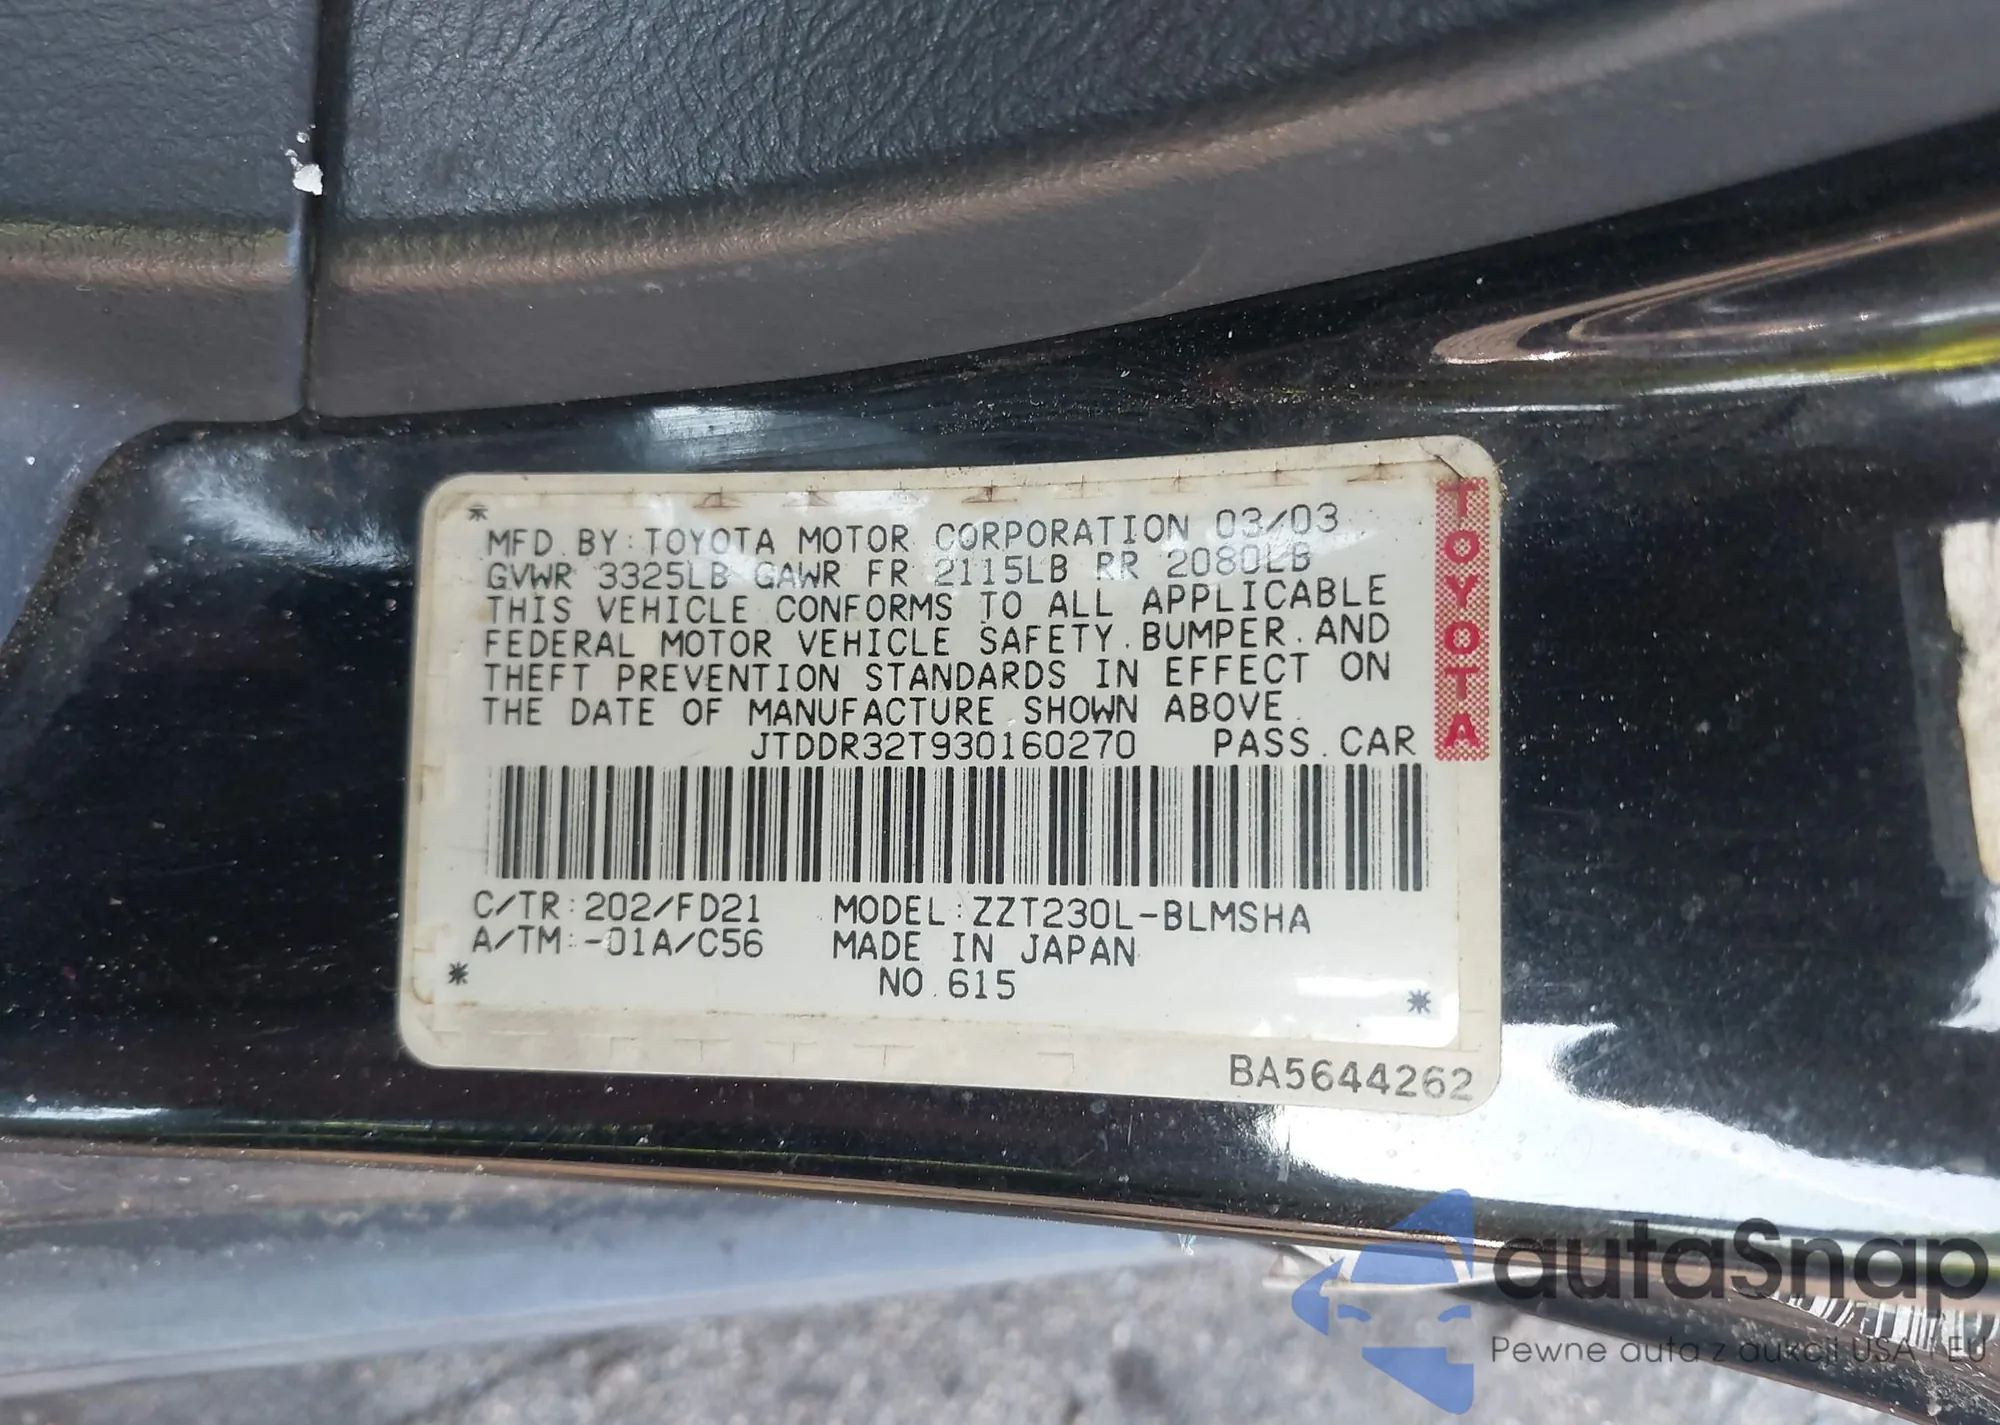 MFD. BY: TOYOTA MOTOR CORPORATION 03/03
GVWR 3325LB GAWR FR 2115LB RR 2080LB
THIS VEHICLE CONFORMS TO ALL APPLICABLE
FEDERAL MOTOR VEHICLE SAFETY. BUMPER. AND
THEFT PREVENTION STANDARDS IN EFFECT ON
THE DATE OF MANUFACTURE SHOWN ABOVE.
JTDDR32T930160270 PASS. CAR
TOYOTA
C/TR: 202/FD21 MODEL: ZZT230L-BLMSHA
A/TM: -01A/C56 MADE IN JAPAN
NO. 615
BA5644262
autaSnap
Pewne auta z aukcji USA i EU